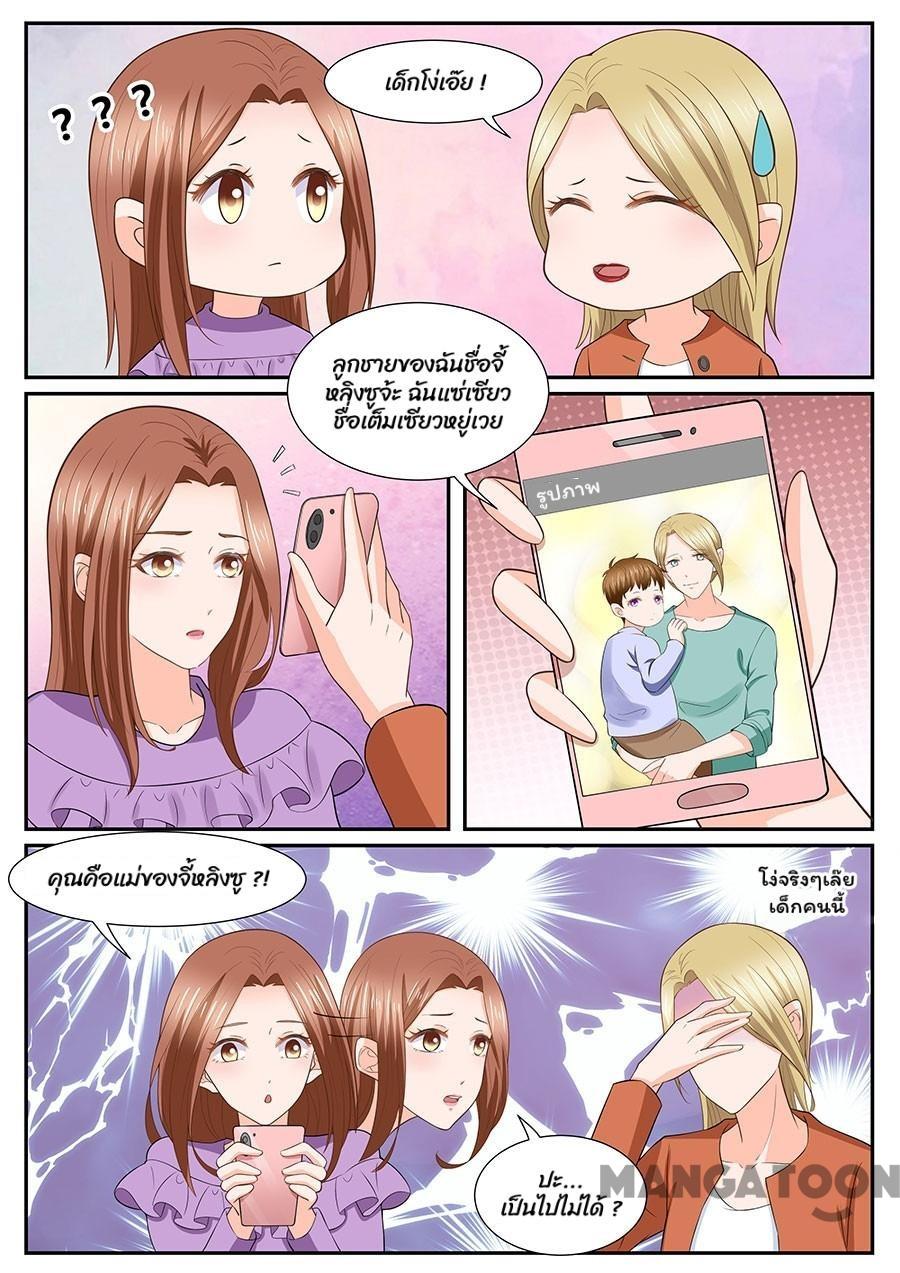 ? ? ?
เด็กโง่เอ๊ย !
ลูกชายของฉันชื่อจี้
หลิงซูจ้ะ ฉันแซ่เซียว
ชื่อเต็มเซียวหยู่เวย
รูปภาพ
คุณคือแม่ของจี้หลิงซู ?!
โง่จริงๆเล๊ย
เด็กคนนี้
ปะ...
เป็นไปไม่ได้ ?
MANGATOON